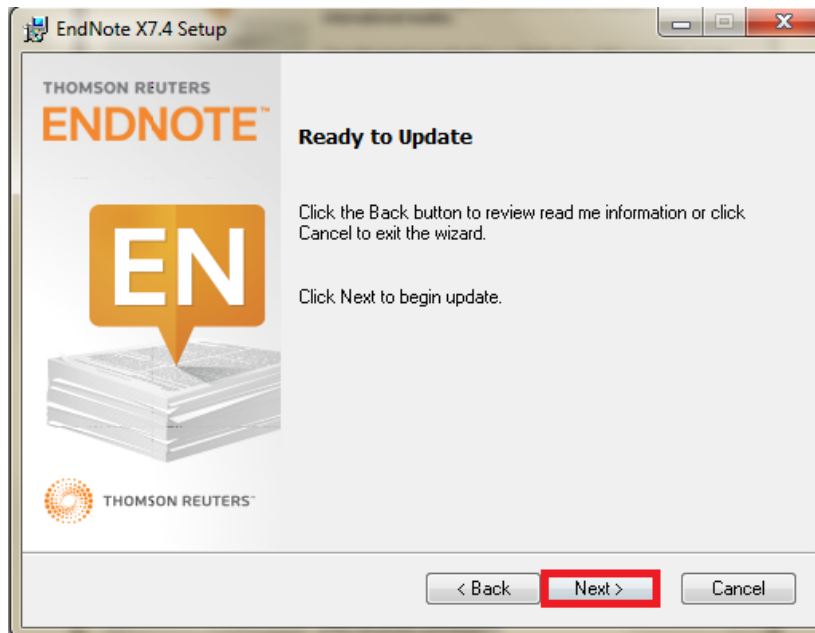 EndNote X7.4 Setup
THOMSON REUTERS
ENDNOTE™
Ready to Update
Click the Back button to review read me information or click
Cancel to exit the wizard.
Click Next to begin update.
EN
THOMSON REUTERS™
< Back
Next >
Cancel